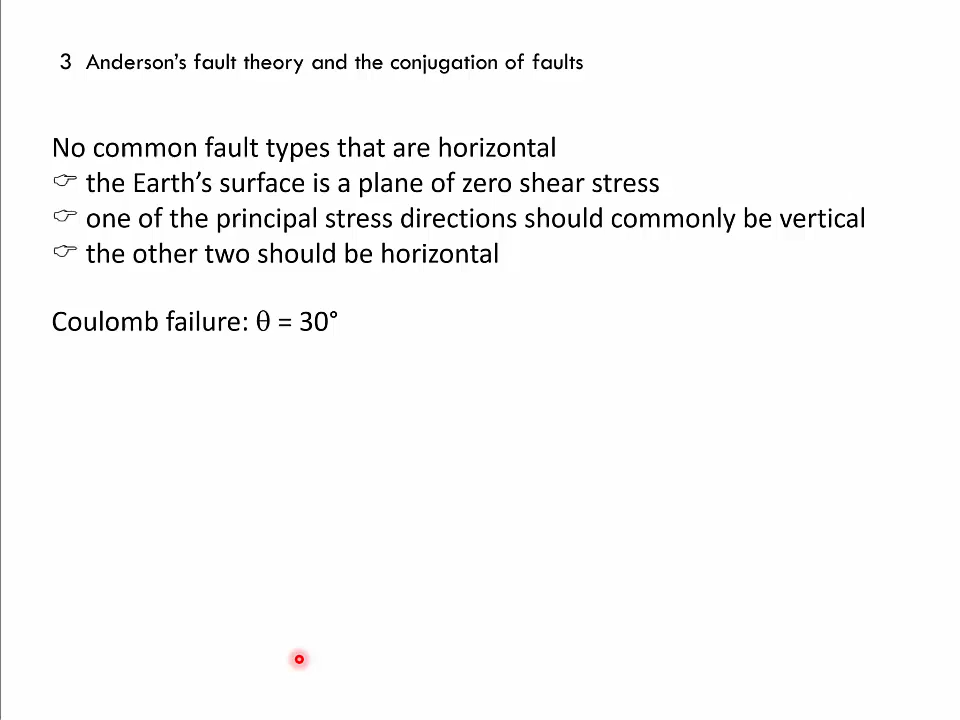 3 Anderson’s fault theory and the conjugation of faults
No common fault types that are horizontal
☞ the Earth’s surface is a plane of zero shear stress
☞ one of the principal stress directions should commonly be vertical
☞ the other two should be horizontal
Coulomb failure: θ = 30°